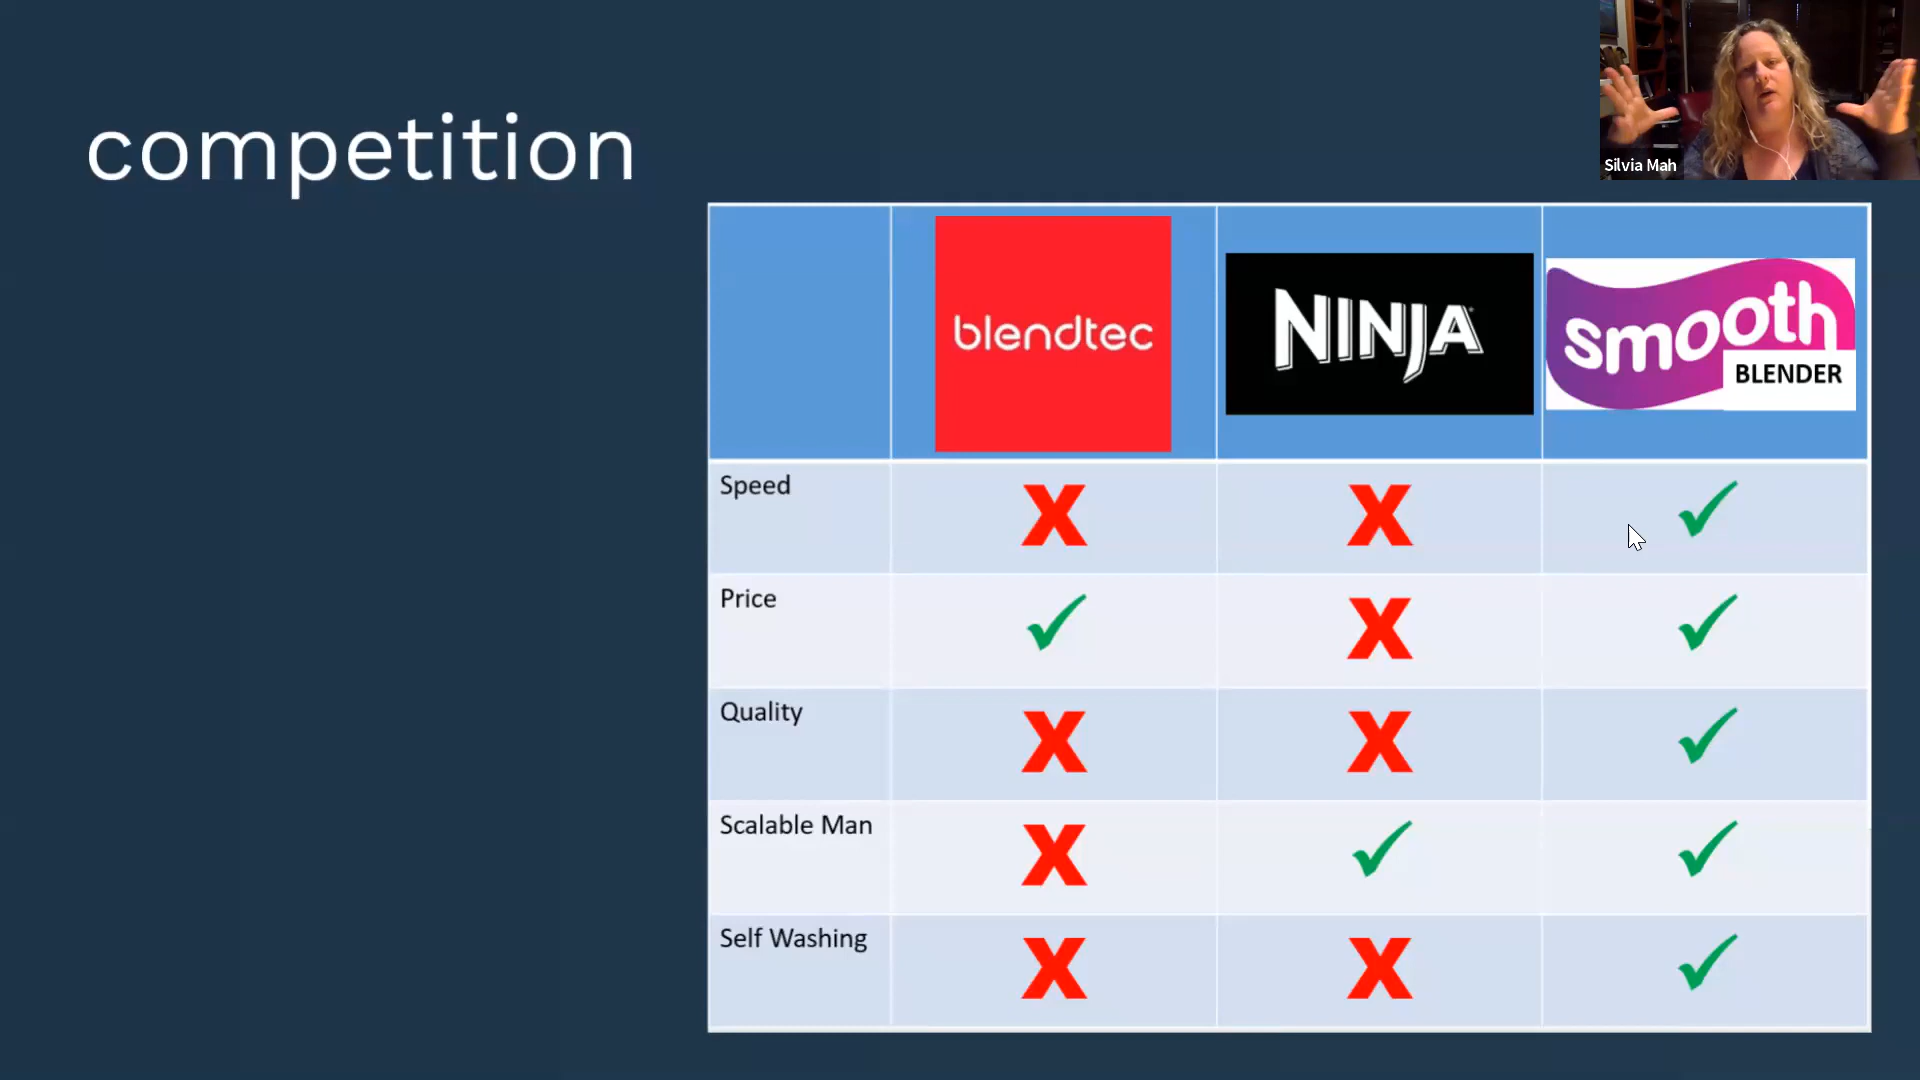 competition
Silvia Mah
blendtec
NINJA
smooth
BLENDER
Speed
X X ✓
Price
✓ X ✓
Quality
X X ✓
Scalable Man
X ✓ ✓
Self Washing
X X ✓